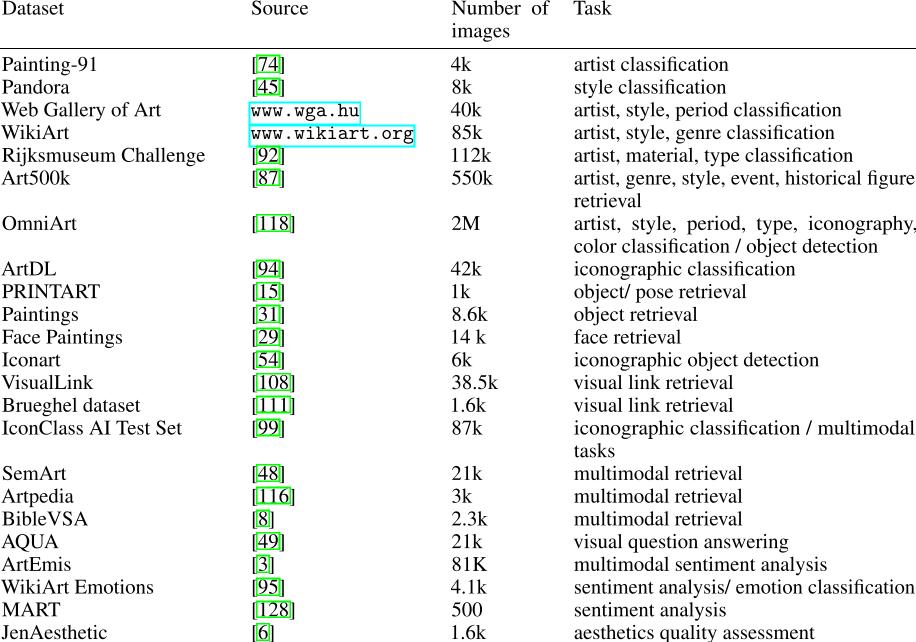 Dataset Source Number of Task
images
Painting-91 [74] 4k artist classification
Pandora [45] 8k style classification
Web Gallery of Art www.wga.hu 40k artist, style, period classification
WikiArt www.wikiart.org 85k artist, style, genre classification
Rijksmuseum Challenge [92] 112k artist, material, type classification
Art500k [87] 550k artist, genre, style, event, historical figure
retrieval
OmniArt [118] 2M artist, style, period, type, iconography,
color classification / object detection
ArtDL [94] 42k iconographic classification
PRINTART [15] 1k object/ pose retrieval
Paintings [31] 8.6k object retrieval
Face Paintings [29] 14 k face retrieval
Iconart [54] 6k iconographic object detection
VisualLink [108] 38.5k visual link retrieval
Brueghel dataset [111] 1.6k visual link retrieval
IconClass AI Test Set [99] 87k iconographic classification / multimodal
tasks
SemArt [48] 21k multimodal retrieval
Artpedia [116] 3k multimodal retrieval
BibleVSA [8] 2.3k multimodal retrieval
AQUA [49] 21k visual question answering
ArtEmis [3] 81K multimodal sentiment analysis
WikiArt Emotions [95] 4.1k sentiment analysis/ emotion classification
MART [128] 500 sentiment analysis
JenAesthetic [6] 1.6k aesthetics quality assessment